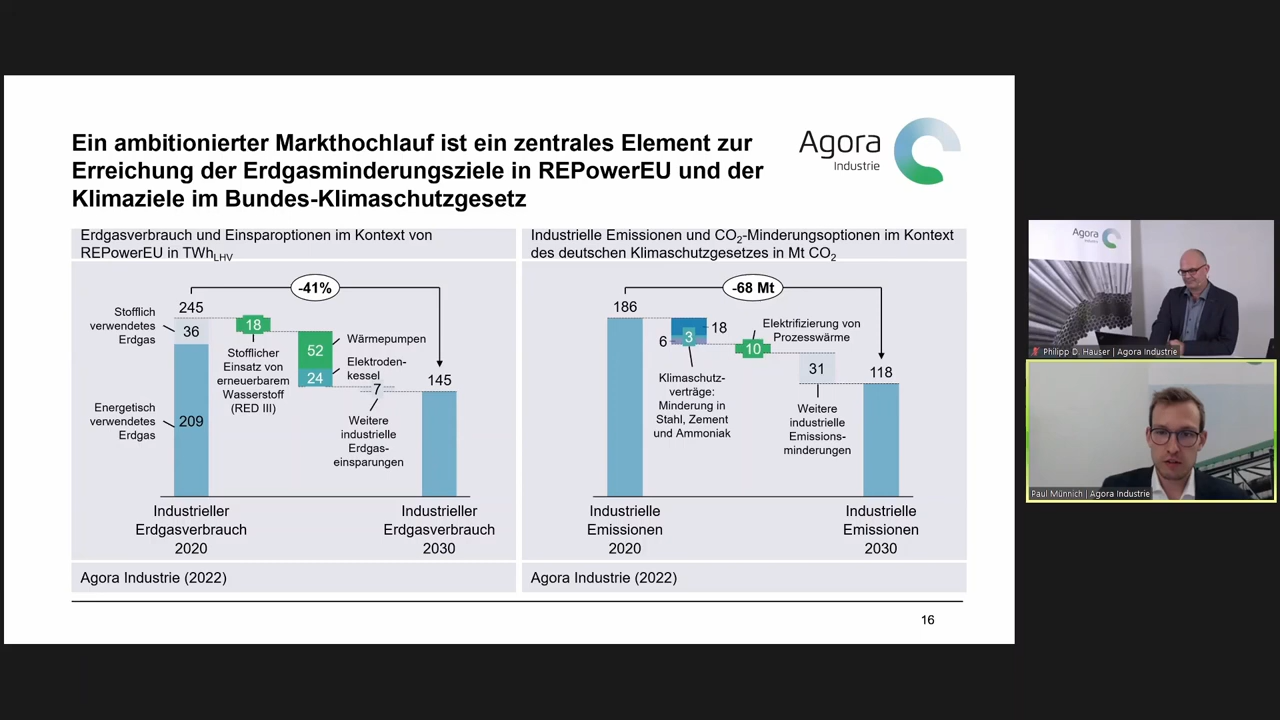 Ein ambitionierter Markthochlauf ist ein zentrales Element zur
Erreichung der Erdgasminderungsziele in REPowerEU und der
Klimaziele im Bundes-Klimaschutzgesetz
Agora
Industrie
Erdgasverbrauch und Einsparoptionen im Kontext von
REPowerEU in TWhLHV
-41%
245
Stofflich
verwendetes
Erdgas
36
18
Stofflicher
Einsatz von
erneuerbarem
Wasserstoff
(RED III)
52
Wärmepumpen
24
Elektroden-
kessel
7
Weitere
industrielle
Erdgas-
einsparungen
145
Energetisch
verwendetes
Erdgas
209
Industrieller
Erdgasverbrauch
2020
Industrieller
Erdgasverbrauch
2030
Agora Industrie (2022)
Industrielle Emissionen und CO2-Minderungsoptionen im Kontext
des deutschen Klimaschutzgesetzes in Mt CO2
-68 Mt
186
18
6
3
Klimaschutz-
verträge:
Minderung in
Stahl, Zement
und Ammoniak
Elektrifizierung von
Prozesswärme
10
31
Weitere
industrielle
Emissions-
minderungen
118
Industrielle
Emissionen
2020
Industrielle
Emissionen
2030
Agora Industrie (2022)
16
Agora
Industrie
Philipp D. Hauser | Agora Industrie
Paul Münnich | Agora Industrie